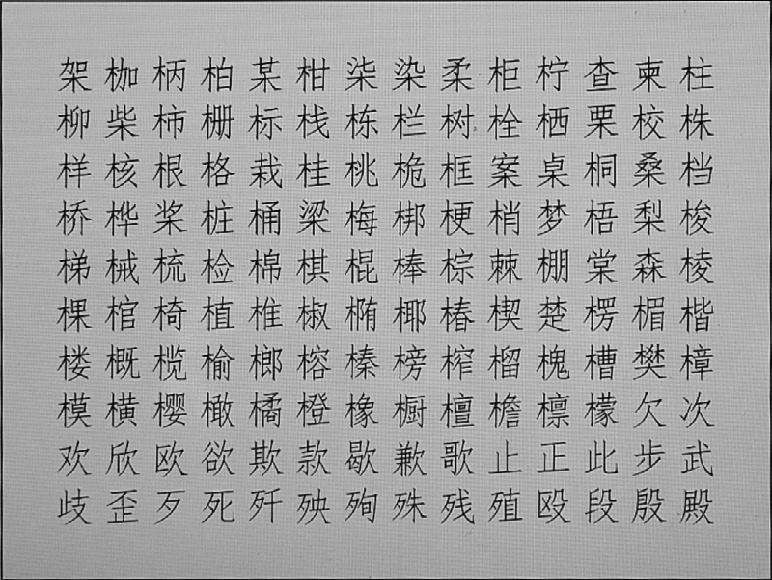 架枷柄柏某柑柒染柔柜柠查柬柱
柳柴柿栅标栈栋栏树栓栖栗校株
样核根格栽桂桃桅框案桌桐桑档
桥桦桨桩桶梁梅梆梗梢梦梧梨梭
梯械梳检棉棋棍棒棕棘棚棠森棱
棵棺椅植椎椒椭椰椿楔楚楞楣楷
楼概榄榆榔榕榛榜榨榴槐槽樊樟
模横樱橄橘橙橡橱檀檐檩檬欠次
欢欣欧欲欺款歇歉歌止正此步武
歧歪歹死歼殃殉殊残殖殴段殷殿